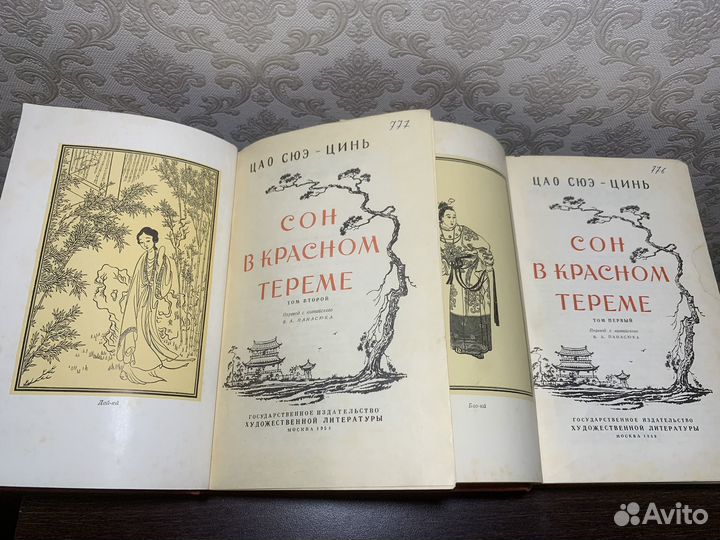 777
ЦАО СЮЭ-ЦИНЬ
СОН
В КРАСНОМ
ТЕРЕМЕ
ТОМ ВТОРОЙ
Перевод с китайского
В. А. ПАНАСЮКА
ГОСУДАРСТВЕННОЕ ИЗДАТЕЛЬСТВО
ХУДОЖЕСТВЕННОЙ ЛИТЕРАТУРЫ
МОСКВА 1958
Дай-юй
776
ЦАО СЮЭ-ЦИНЬ
СОН
В КРАСНОМ
ТЕРЕМЕ
ТОМ ПЕРВЫЙ
Перевод с китайского
В. А. ПАНАСЮКА
ГОСУДАРСТВЕННОЕ ИЗДАТЕЛЬСТВО
ХУДОЖЕСТВЕННОЙ ЛИТЕРАТУРЫ
МОСКВА 1958
Бао-юй
Avito